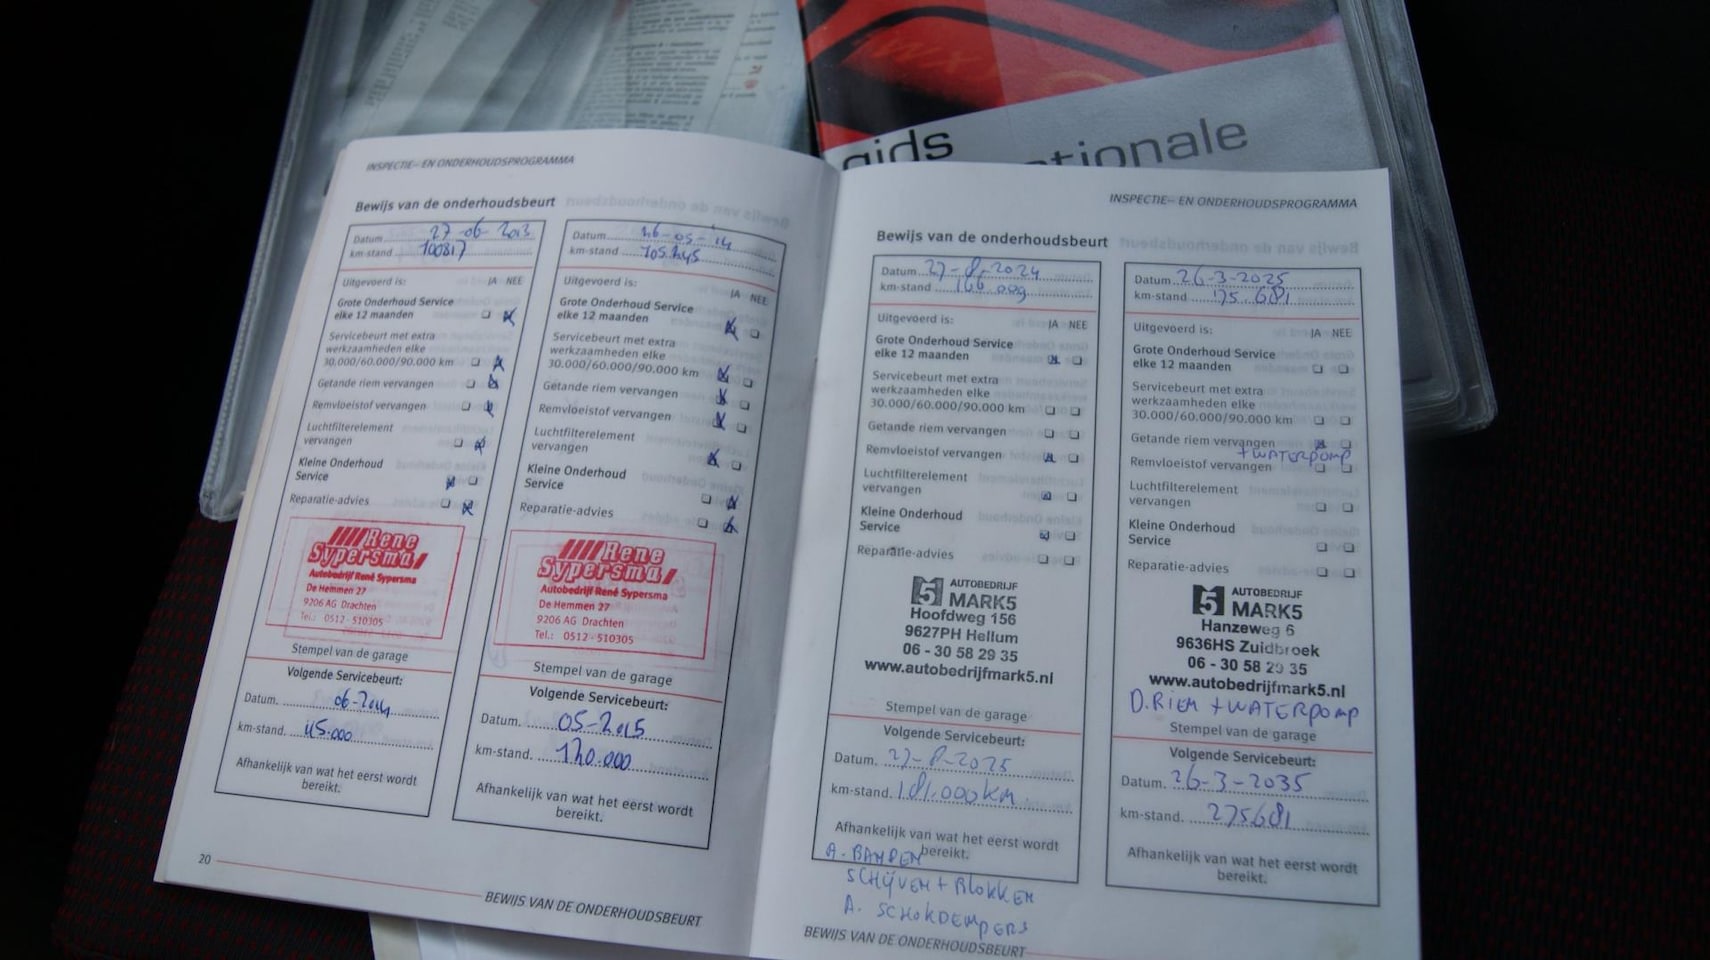 gids
tionale
INSPECTIE- EN ONDERHOUDSPROGRAMMA
Bewijs van de onderhoudsbeurt
Datum 27-06-2013
km-stand 100817
Uitgevoerd is: JA NEE
Grote Onderhoud Service
elke 12 maanden
Servicebeurt met extra
werkzaamheden elke
30.000/60.000/90.000 km
Getande riem vervangen
Remvloeistof vervangen
Luchtfilterelement
vervangen
Kleine Onderhoud
Service
Reparatie-advies
Rene
Sypersma
Autobedrijf René Sypersma
De Hemmen 27
9206 AG Drachten
Tel.: 0512 - 510305
Stempel van de garage
Volgende Servicebeurt:
Datum. 06-2014
km-stand.
Afhankelijk van wat het eerst wordt
bereikt.
Datum 26-05-14
km-stand 105.245
Uitgevoerd is: JA NEE
Grote Onderhoud Service
elke 12 maanden
Servicebeurt met extra
werkzaamheden elke
30.000/60.000/90.000 km
Getande riem vervangen
Remvloeistof vervangen
Luchtfilterelement
vervangen
Kleine Onderhoud
Service
Reparatie-advies
Rene
Sypersma
Autobedrijf René Sypersma
De Hemmen 27
9206 AG Drachten
Tel.: 0512 - 510305
Stempel van de garage
Volgende Servicebeurt:
Datum. 05-2015
km-stand. 120.000
Afhankelijk van wat het eerst wordt
bereikt.
20
BEWIJS VAN DE ONDERHOUDSBEURT
INSPECTIE- EN ONDERHOUDSPROGRAMMA
Bewijs van de onderhoudsbeurt
Datum 27-8-2024
km-stand 166.009
Uitgevoerd is: JA NEE
Grote Onderhoud Service
elke 12 maanden
Servicebeurt met extra
werkzaamheden elke
30.000/60.000/90.000 km
Getande riem vervangen
Remvloeistof vervangen
Luchtfilterelement
vervangen
Kleine Onderhoud
Service
Reparatie-advies
5 AUTOBEDRIJF
MARK5
Hoofdweg 156
9627PH Hellum
06 - 30 58 29 35
www.autobedrijfmark5.nl
Stempel van de garage
Volgende Servicebeurt:
Datum. 27-8-2025
km-stand. 181.000km
Afhankelijk van wat het eerst wordt
bereikt.
A. BANDEN
SCHIJVEN + BLOKKEN
A. SCHOKDEMPERS
Datum 26-3-2025
km-stand 175.681
Uitgevoerd is: JA NEE
Grote Onderhoud Service
elke 12 maanden
Servicebeurt met extra
werkzaamheden elke
30.000/60.000/90.000 km
Getande riem vervangen
+ WATERPOMP
Remvloeistof vervangen
Luchtfilterelement
vervangen
Kleine Onderhoud
Service
Reparatie-advies
5 AUTOBEDRIJF
MARK5
Hanzeweg 6
9636HS Zuidbroek
06 - 30 58 29 35
www.autobedrijfmark5.nl
D.RIEM + WATERPOMP
Stempel van de garage
Volgende Servicebeurt:
Datum. 26-3-2035
km-stand. 275681
Afhankelijk van wat het eerst wordt
bereikt.
BEWIJS VAN DE ONDERHOUDSBEURT